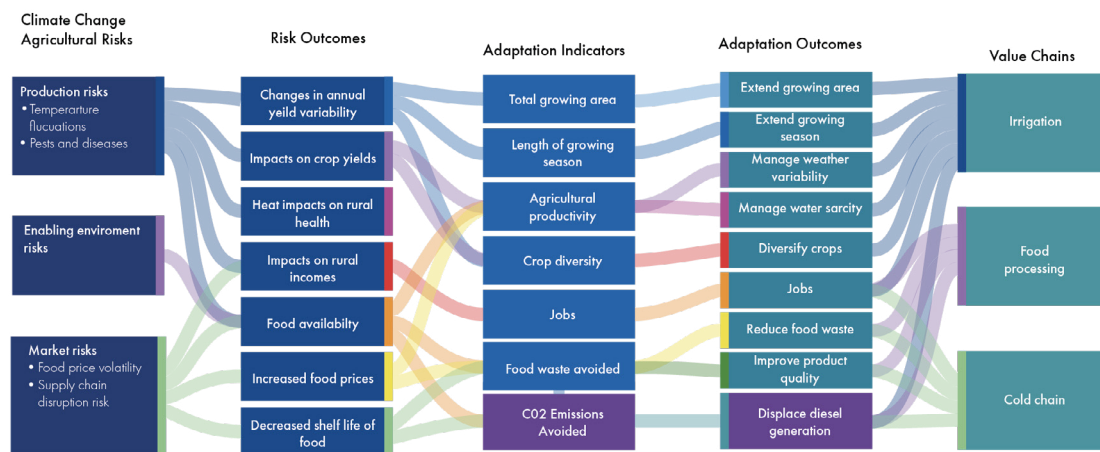 Climate Change
Agricultural Risks
Risk Outcomes
Adaptation Indicators
Adaptation Outcomes
Value Chains
Production risks
• Temperarture
flucuations
• Pests and diseases
Enabling enviroment
risks
Market risks
• Food price volatility
• Supply chain
disruption risk
Changes in annual
yeild variability
Impacts on crop yields
Heat impacts on rural
health
Impacts on rural
incomes
Food availabilty
Increased food prices
Decreased shelf life of
food
Total growing area
Length of growing
season
Agricultural
productivity
Crop diversity
Jobs
Food waste avoided
C02 Emissions
Avoided
Extend growing area
Extend growing
season
Manage weather
variability
Manage water sarcity
Diversify crops
Jobs
Reduce food waste
Improve product
quality
Displace diesel
generation
Irrigation
Food
processing
Cold chain